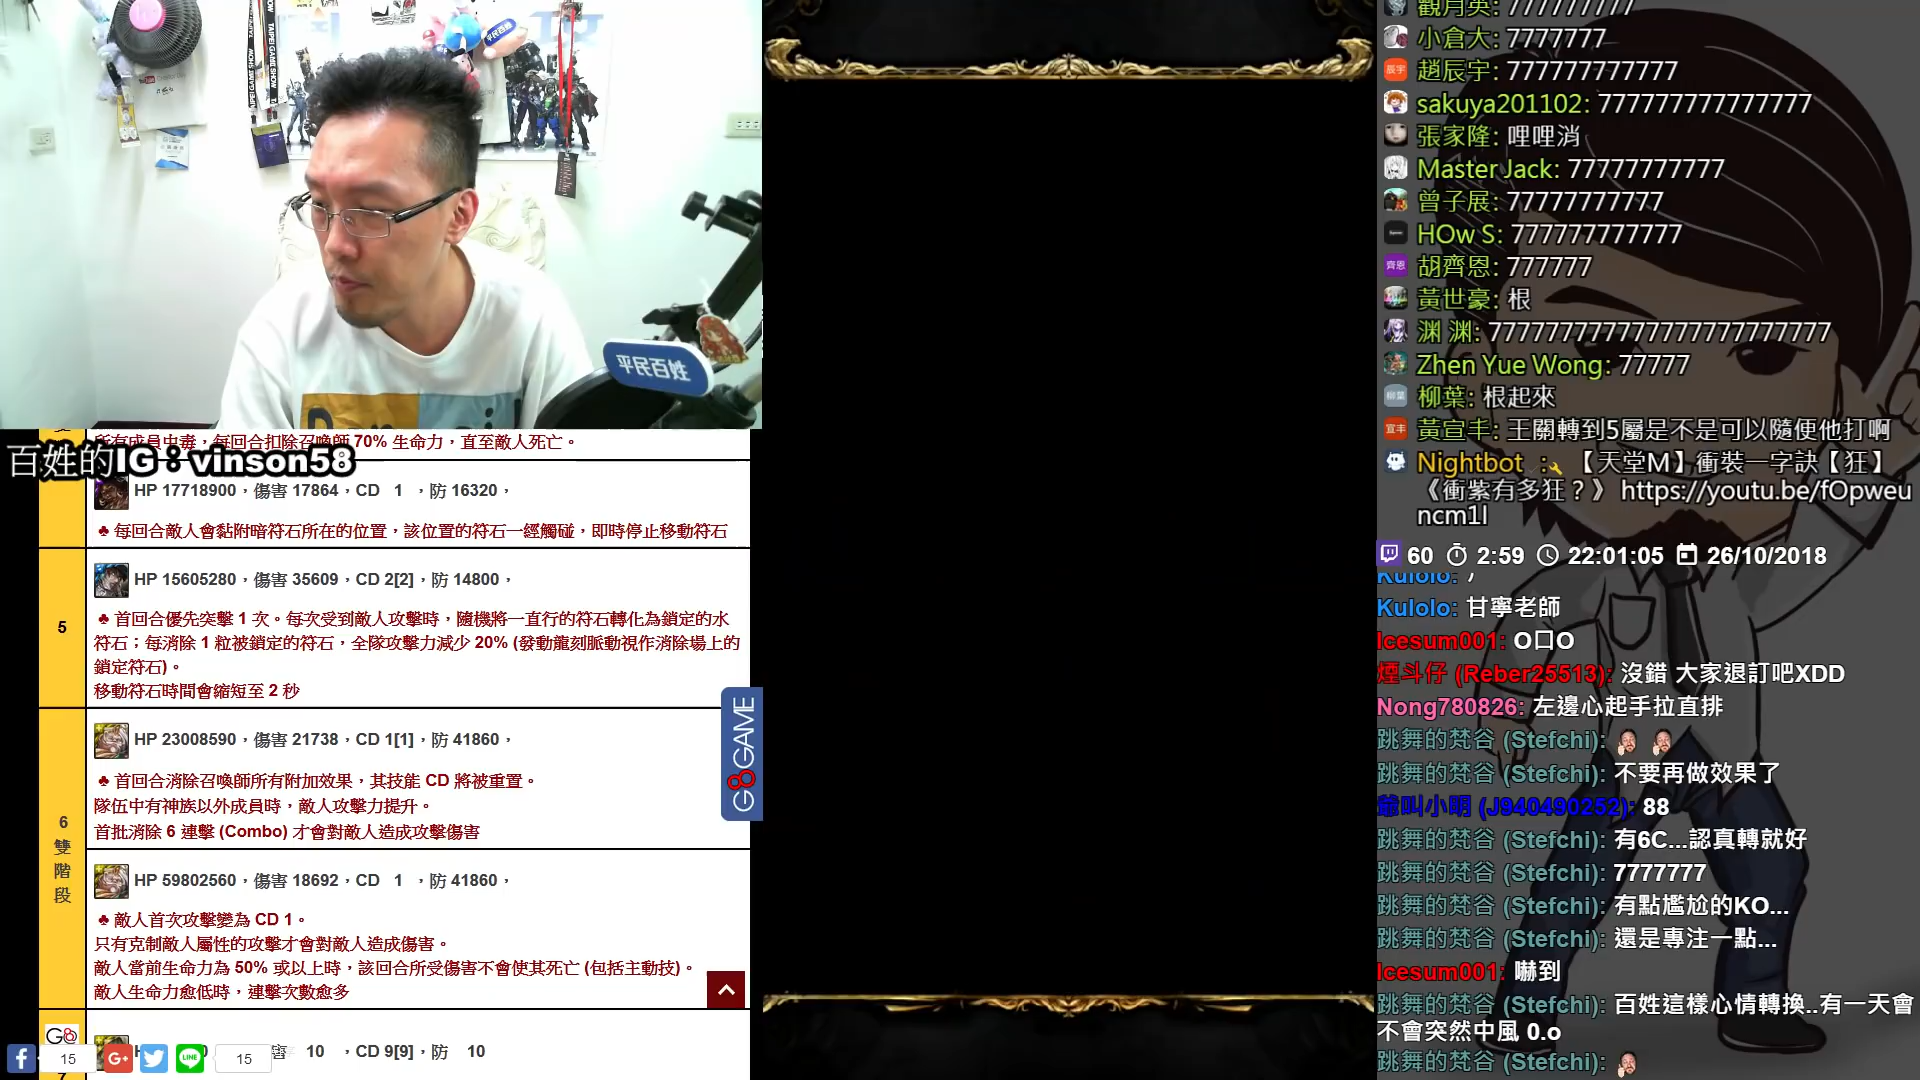 平民百姓
TAIPEI GAME SHOW
平民百姓
所有成員中毒，每回合扣除召喚師 70% 生命力，直至敵人死亡。
百姓的IG：vinson58
HP 17718900，傷害 17864，CD 1 ，防 16320，
♣ 每回合敵人會黏附暗符石所在的位置，該位置的符石一經觸碰，即時停止移動符石
5
HP 15605280，傷害 35609，CD 2[2]，防 14800，
♣ 首回合優先突擊 1 次。每次受到敵人攻擊時，隨機將一直行的符石轉化為鎖定的水
符石；每消除 1 粒被鎖定的符石，全隊攻擊力減少 20% (發動龍刻脈動視作消除場上的
鎖定符石)。
移動符石時間會縮短至 2 秒
6
雙
階
段
HP 23008590，傷害 21738，CD 1[1]，防 41860，
♣ 首回合消除召喚師所有附加效果，其技能 CD 將被重置。
隊伍中有神族以外成員時，敵人攻擊力提升。
首批消除 6 連擊 (Combo) 才會對敵人造成攻擊傷害
HP 59802560，傷害 18692，CD 1 ，防 41860，
♣ 敵人首次攻擊變為 CD 1。
只有克制敵人屬性的攻擊才會對敵人造成傷害。
敵人當前生命力為 50% 或以上時，該回合所受傷害不會使其死亡 (包括主動技)。
敵人生命力愈低時，連擊次數愈多
G8
7
10 ，CD 9[9]，防 10
15
G+
LINE
15
G8GAME
觀月英: 777777777
小倉大: 7777777
趙辰宇: 777777777777
sakuya201102: 777777777777777
張家隆: 哩哩消
Master Jack: 77777777777
曾子展: 77777777777
HOw S: 777777777777
胡齊恩: 777777
黃世豪: 根
渊 渊: 777777777777777777777777
Zhen Yue Wong: 77777
柳葉: 根起來
黃宣丰: 王關轉到5屬是不是可以隨便他打啊
Nightbot : 【天堂M】衝裝一字訣【狂】
《衝紫有多狂？》 https://youtu.be/fOpweu
ncm1I
60 2:59 22:01:05 26/10/2018
Kulolo: 7
Kulolo: 甘寧老師
Icesum001: O口O
煙斗仔 (Reber25513): 沒錯 大家退訂吧XDD
Nong780826: 左邊心起手拉直排
跳舞的梵谷 (Stefchi):
跳舞的梵谷 (Stefchi): 不要再做效果了
爺叫小明 (J940490252): 88
跳舞的梵谷 (Stefchi): 有6C...認真轉就好
跳舞的梵谷 (Stefchi): 7777777
跳舞的梵谷 (Stefchi): 有點尷尬的KO...
跳舞的梵谷 (Stefchi): 還是專注一點...
Icesum001: 嚇到
跳舞的梵谷 (Stefchi): 百姓這樣心情轉換..有一天會
不會突然中風 0.o
跳舞的梵谷 (Stefchi):